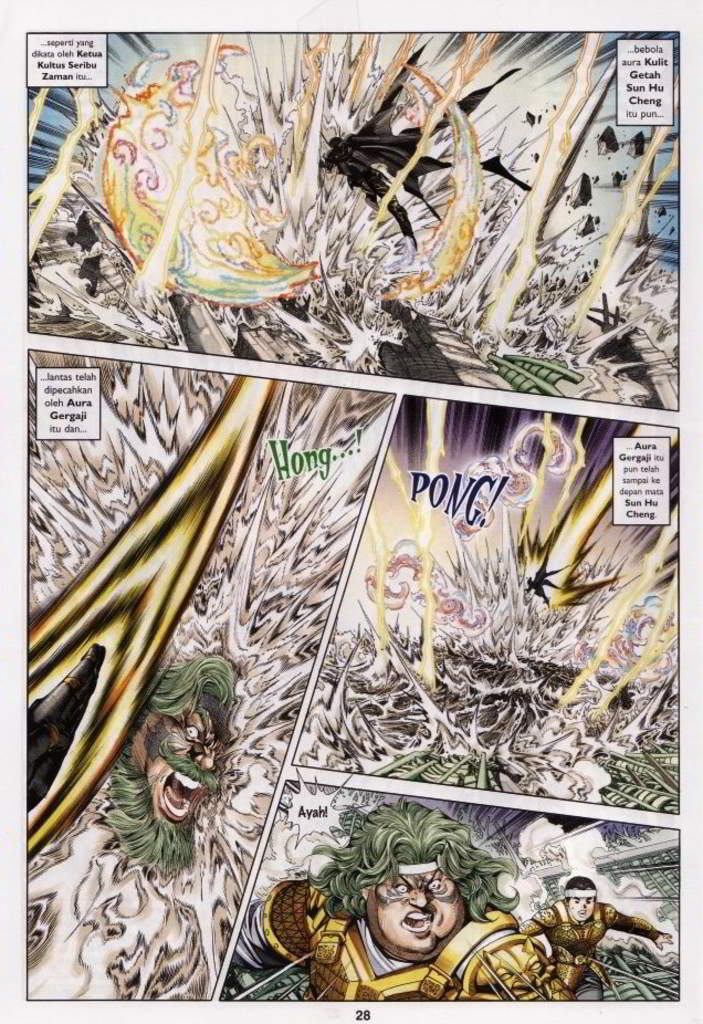 ...seperti yang
dikata oleh Ketua
Kultus Seribu
Zaman itu...
...bebola
aura Kulit
Getah
Sun Hu
Cheng
itu pun...
...lantas telah
dipecahkan
oleh Aura
Gergaji
itu dan...
Hong...!
PONG!
... Aura
Gergaji itu
pun telah
sampai ke
depan mata
Sun Hu
Cheng.
Ayah!
28